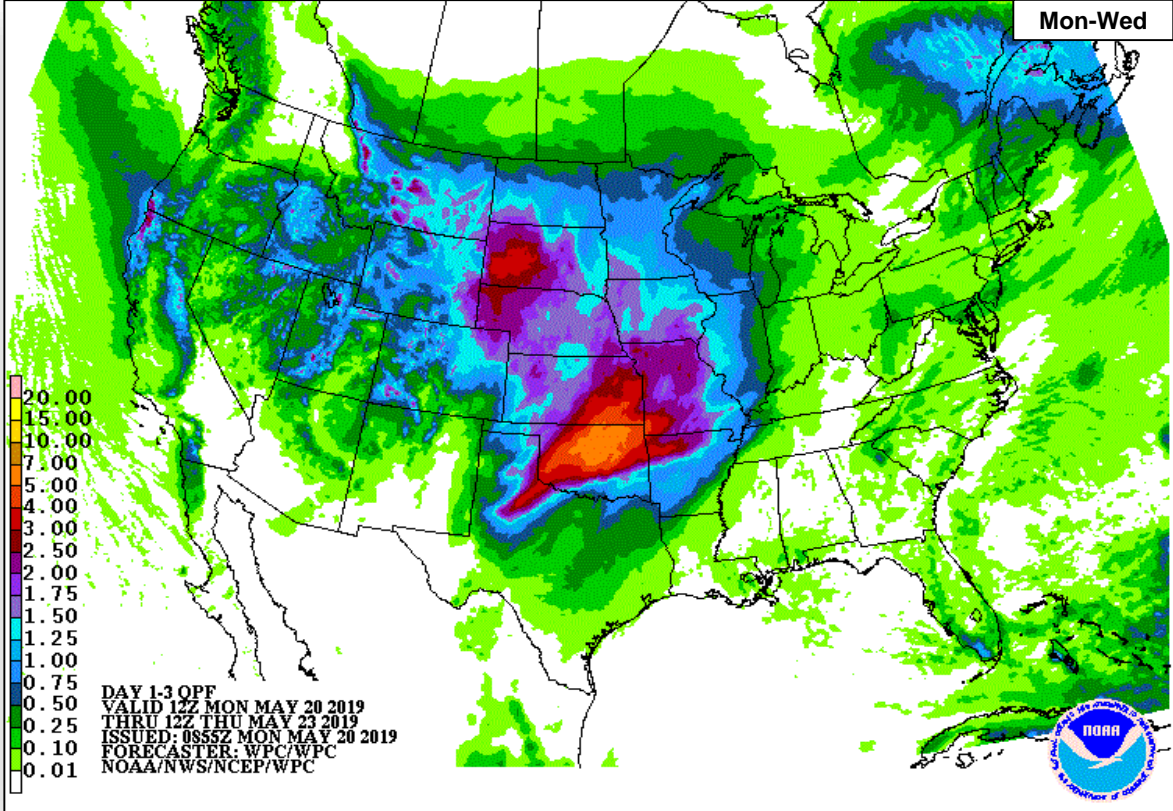 Mon-Wed
20.00
15.00
10.00
7.00
5.00
4.00
3.00
2.50
2.00
1.75
1.50
1.25
1.00
0.75
0.50
0.25
0.10
0.01
DAY 1-3 QPF
VALID 12Z MON MAY 20 2019
THRU 12Z THU MAY 23 2019
ISSUED: 0855Z MON MAY 20 2019
FORECASTER: WPC/WPC
NOAA/NWS/NCEP/WPC
NOAA